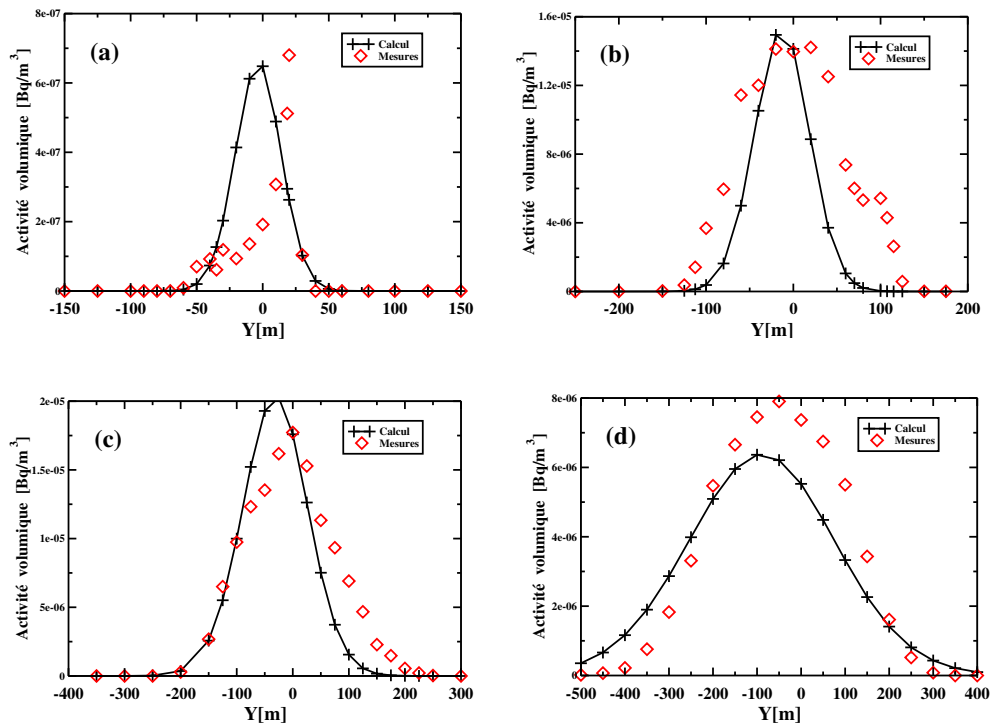 (a)
Calcul
Mesures
Activité volumique [Bq/m³]
8e-07
6e-07
4e-07
2e-07
0
-150 -100 -50 0 50 100 150
Y[m]
(b)
Calcul
Mesures
Activité volumique [Bq/m³]
1.6e-05
1.2e-05
8e-06
4e-06
0
-200 -100 0 100 200
Y[m]
(c)
Calcul
Mesures
Activité volumique [Bq/m³]
2e-05
1.5e-05
1e-05
5e-06
0
-400 -300 -200 -100 0 100 200 300
Y[m]
(d)
Calcul
Mesures
Activité volumique [Bq/m³]
8e-06
6e-06
4e-06
2e-06
0
-500 -400 -300 -200 -100 0 100 200 300 400
Y[m]